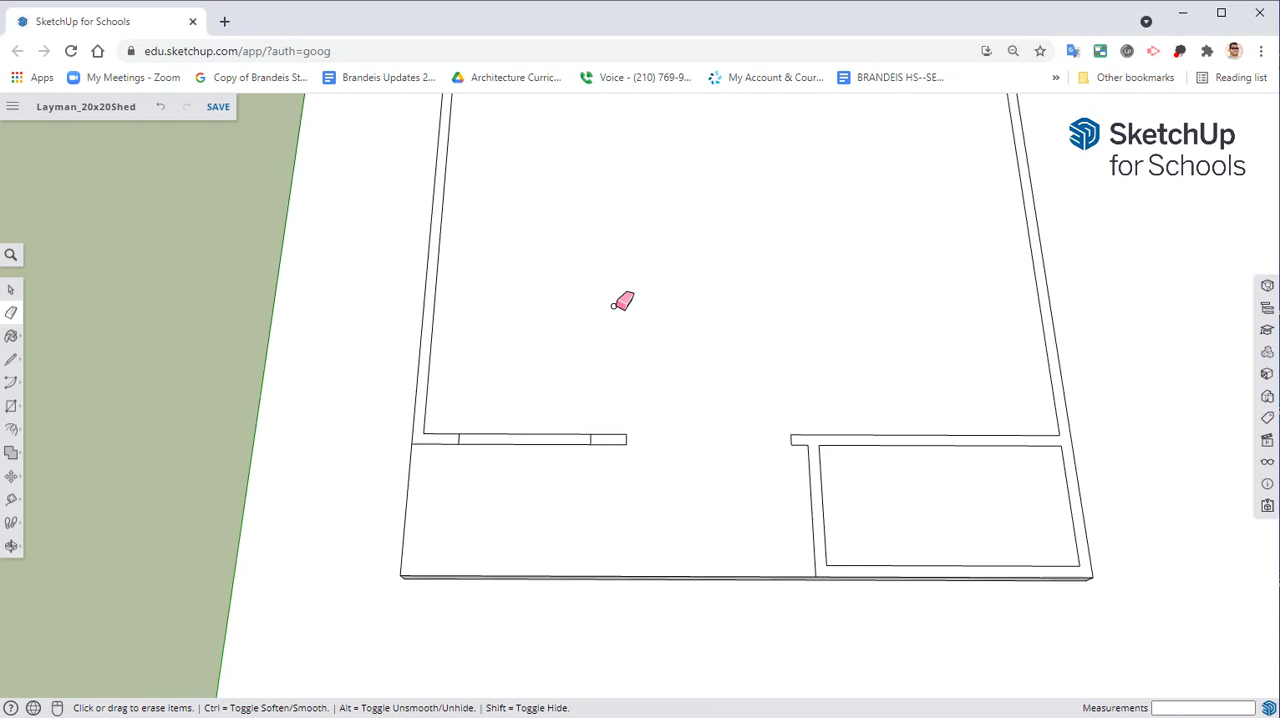 SketchUp for Schools
edu.sketchup.com/app/?auth=goog
Apps
My Meetings - Zoom
Copy of Brandeis St...
Brandeis Updates 2...
Architecture Curric...
Voice - (210) 769-9...
My Account & Cour...
BRANDEIS HS--SE...
»
Other bookmarks
Reading list
Layman_20x20Shed
SAVE
SketchUp
for Schools
Click or drag to erase items. | Ctrl = Toggle Soften/Smooth. | Alt = Toggle Unsmooth/Unhide. | Shift = Toggle Hide.
Measurements